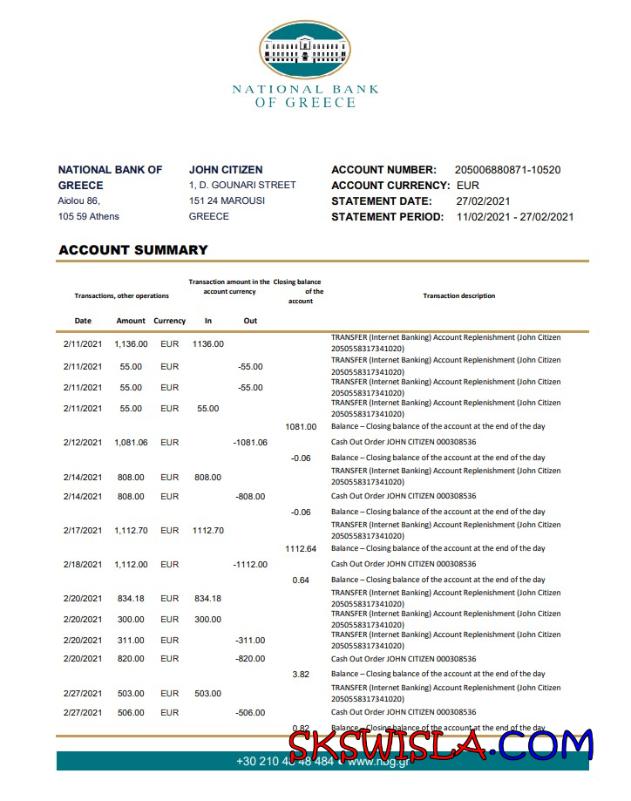 NATIONAL BANK
OF GREECE
NATIONAL BANK OF
GREECE
Aiolou 86,
105 59 Athens
JOHN CITIZEN
1, D. GOUNARI STREET
151 24 MAROUSI
GREECE
ACCOUNT NUMBER: 205006880871-10520
ACCOUNT CURRENCY: EUR
STATEMENT DATE: 27/02/2021
STATEMENT PERIOD: 11/02/2021 - 27/02/2021
ACCOUNT SUMMARY
Transactions, other operations
Transaction amount in the
account currency
Closing balance
of the
account
Transaction description
Date Amount Currency In Out
2/11/2021 1,136.00 EUR 1136.00 TRANSFER (Internet Banking) Account Replenishment (John Citizen
2050558317341020)
2/11/2021 55.00 EUR -55.00 TRANSFER (Internet Banking) Account Replenishment (John Citizen
2050558317341020)
2/11/2021 55.00 EUR -55.00 TRANSFER (Internet Banking) Account Replenishment (John Citizen
2050558317341020)
2/11/2021 55.00 EUR 55.00 TRANSFER (Internet Banking) Account Replenishment (John Citizen
2050558317341020)
1081.00 Balance – Closing balance of the account at the end of the day
2/12/2021 1,081.06 EUR -1081.06 Cash Out Order JOHN CITIZEN 000308536
-0.06 Balance – Closing balance of the account at the end of the day
2/14/2021 808.00 EUR 808.00 TRANSFER (Internet Banking) Account Replenishment (John Citizen
2050558317341020)
2/14/2021 808.00 EUR -808.00 Cash Out Order JOHN CITIZEN 000308536
-0.06 Balance – Closing balance of the account at the end of the day
2/17/2021 1,112.70 EUR 1112.70 TRANSFER (Internet Banking) Account Replenishment (John Citizen
2050558317341020)
1112.64 Balance – Closing balance of the account at the end of the day
2/18/2021 1,112.00 EUR -1112.00 Cash Out Order JOHN CITIZEN 000308536
0.64 Balance – Closing balance of the account at the end of the day
2/20/2021 834.18 EUR 834.18 TRANSFER (Internet Banking) Account Replenishment (John Citizen
2050558317341020)
2/20/2021 300.00 EUR 300.00 TRANSFER (Internet Banking) Account Replenishment (John Citizen
2050558317341020)
2/20/2021 311.00 EUR -311.00 TRANSFER (Internet Banking) Account Replenishment (John Citizen
2050558317341020)
2/20/2021 820.00 EUR -820.00 Cash Out Order JOHN CITIZEN 000308536
3.82 Balance – Closing balance of the account at the end of the day
2/27/2021 503.00 EUR 503.00 TRANSFER (Internet Banking) Account Replenishment (John Citizen
2050558317341020)
2/27/2021 506.00 EUR -506.00 Cash Out Order JOHN CITIZEN 000308536
0.82 Balance – Closing balance of the account at the end of the day
SKSWISLA.COM
+30 210 48 48 484 • www.nbg.gr